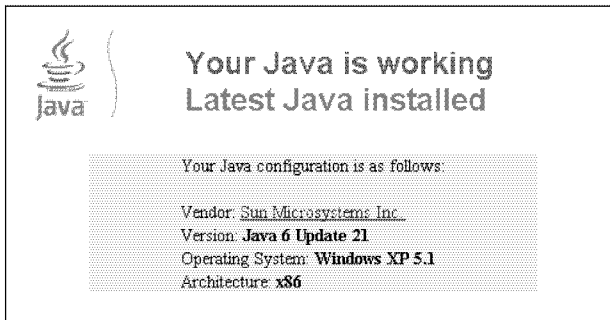 Java
Your Java is working
Latest Java installed
Your Java configuration is as follows:
Vendor: Sun Microsystems Inc.
Version: Java 6 Update 21
Operating System: Windows XP 5.1
Architecture: x86